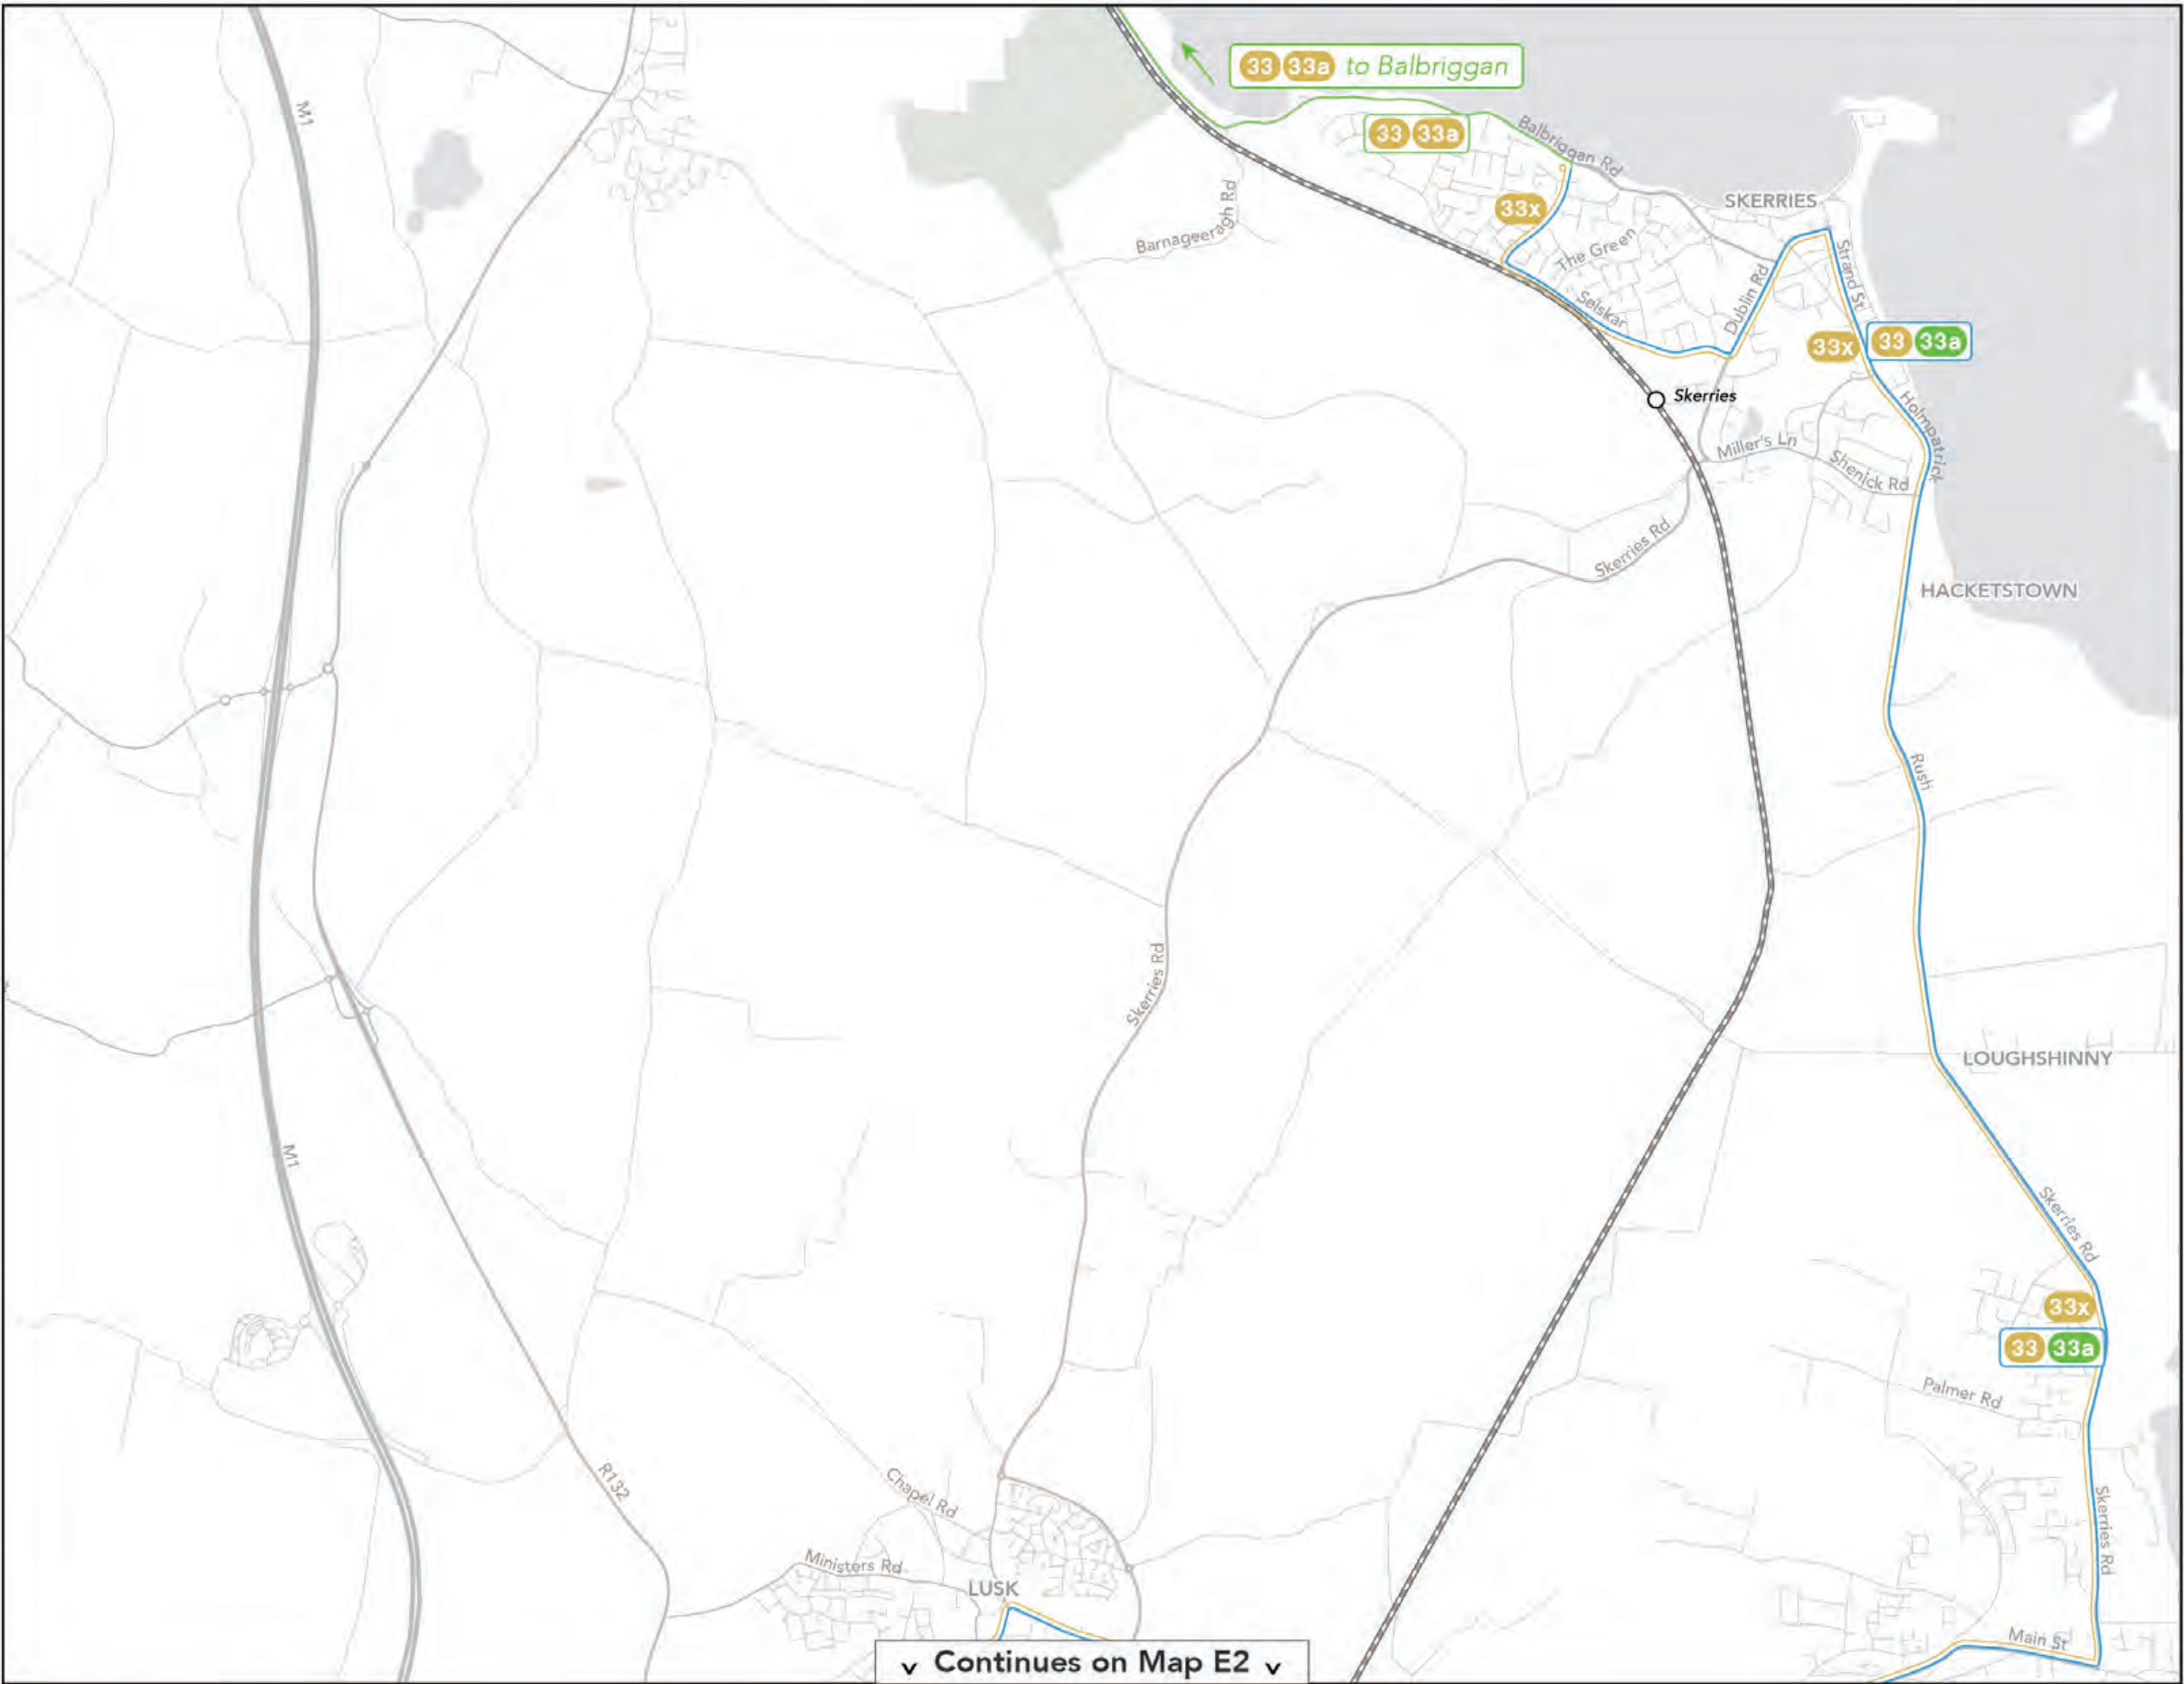 33 33a to Balbriggan
M1
33 33a
Balbriggan Rd
Barnageeragh Rd
33x
SKERRIES
The Green
Strand St
Dublin Rd
Selskar
33x 33 33a
Skerries
Holmpatrick
Miller's Ln
Shenick Rd
Skerries Rd
HACKETSTOWN
Rush
Skerries Rd
LOUGHSHINNY
M1
Skerries Rd
33x
33 33a
Palmer Rd
R132
Chapel Rd
Skerries Rd
Ministers Rd
LUSK
Main St
v Continues on Map E2 v